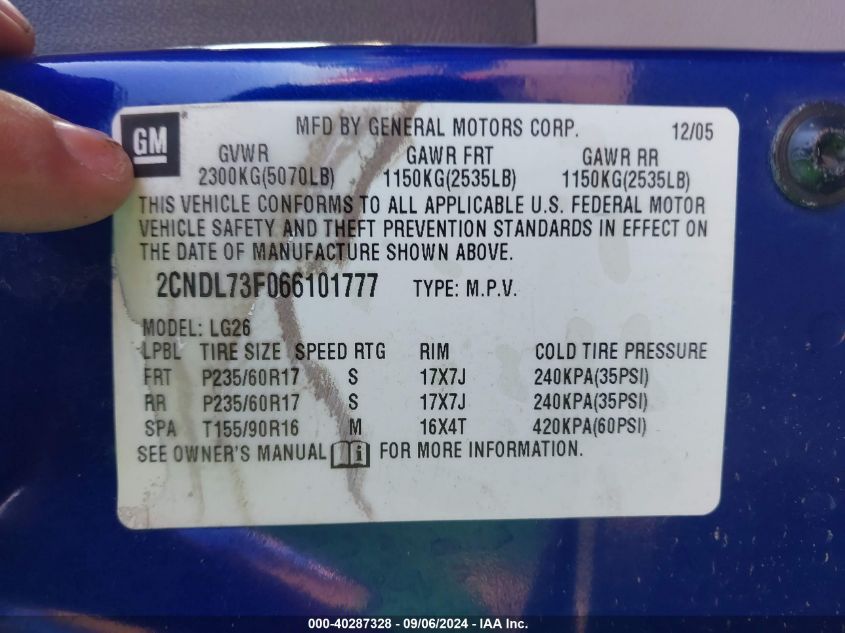 GM
MFD BY GENERAL MOTORS CORP. 12/05
GVWR GAWR FRT GAWR RR
2300KG(5070LB) 1150KG(2535LB) 1150KG(2535LB)
THIS VEHICLE CONFORMS TO ALL APPLICABLE U.S. FEDERAL MOTOR
VEHICLE SAFETY AND THEFT PREVENTION STANDARDS IN EFFECT ON
THE DATE OF MANUFACTURE SHOWN ABOVE.
2CNDL73F066101777 TYPE: M.P.V.
MODEL: LG26
LPBL TIRE SIZE SPEED RTG RIM COLD TIRE PRESSURE
FRT P235/60R17 S 17X7J 240KPA(35PSI)
RR P235/60R17 S 17X7J 240KPA(35PSI)
SPA T155/90R16 M 16X4T 420KPA(60PSI)
SEE OWNER'S MANUAL i FOR MORE INFORMATION.
000-40287328 - 09/06/2024 - IAA Inc.